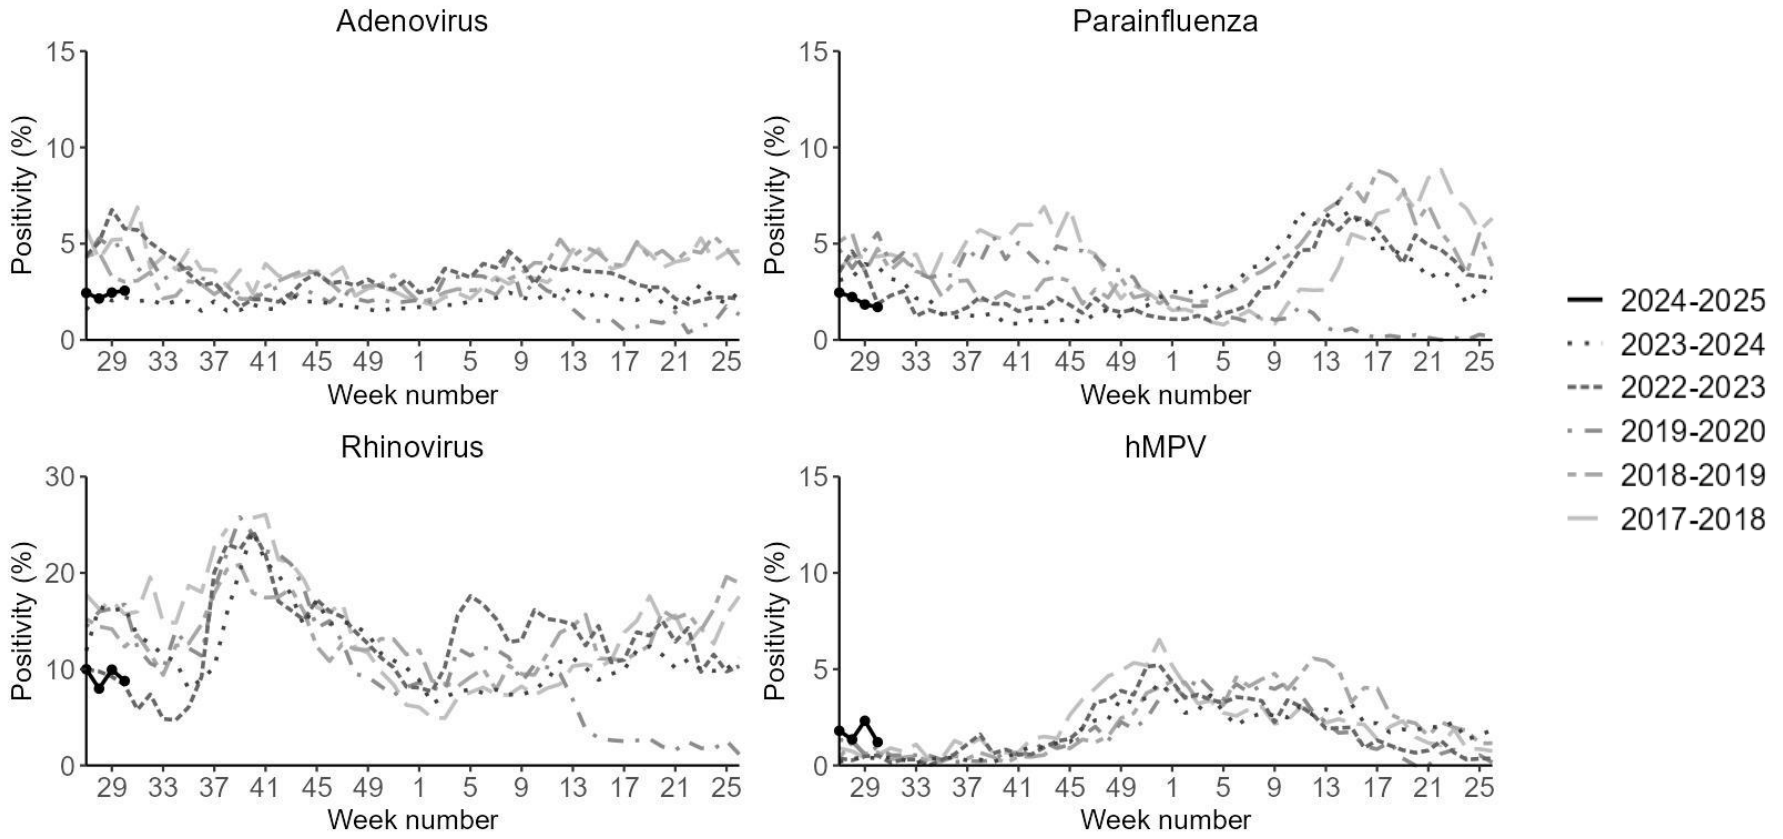 Adenovirus
Positivity (%)
15
10
5
0
29 33 37 41 45 49 1 5 9 13 17 21 25
Week number
Parainfluenza
Positivity (%)
15
10
5
0
29 33 37 41 45 49 1 5 9 13 17 21 25
Week number
Rhinovirus
Positivity (%)
30
20
10
0
29 33 37 41 45 49 1 5 9 13 17 21 25
Week number
hMPV
Positivity (%)
15
10
5
0
29 33 37 41 45 49 1 5 9 13 17 21 25
Week number
2024-2025
2023-2024
2022-2023
2019-2020
2018-2019
2017-2018